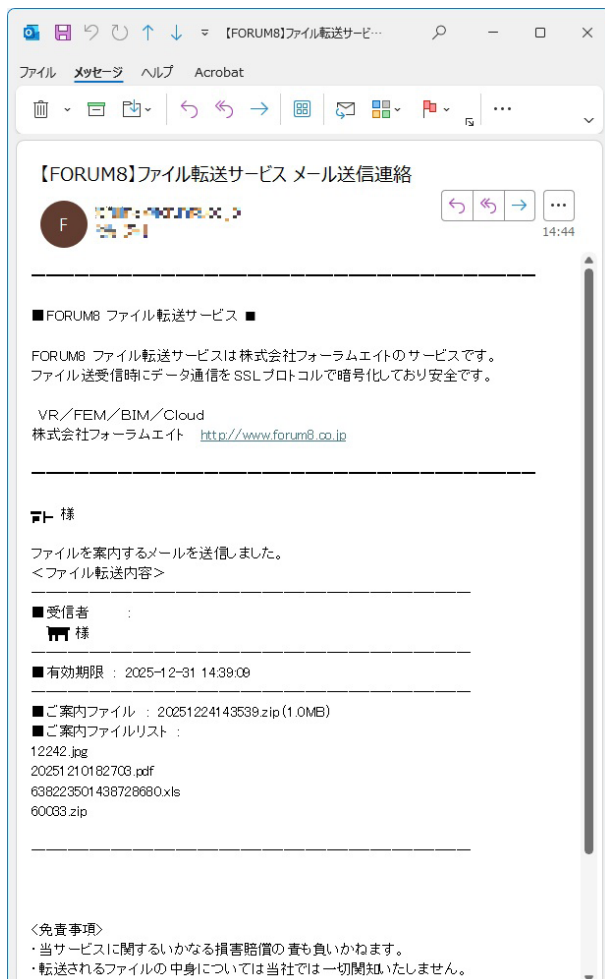 【FORUM8】ファイル転送サービ…
ファイル メッセージ ヘルプ Acrobat
【FORUM8】ファイル転送サービス メール送信連絡
F
14:44
■FORUM8 ファイル転送サービス ■
FORUM8 ファイル転送サービスは株式会社フォーラムエイトのサービスです。
ファイル送受信時にデータ通信をSSLプロトコルで暗号化しており安全です。
VR／FEM／BIM／Cloud
株式会社フォーラムエイト http://www.forum8.co.jp
様
ファイルを案内するメールを送信しました。
＜ファイル転送内容＞
■受信者 :
様
■有効期限 : 2025-12-31 14:39:09
■ご案内ファイル : 20251224143539.zip(1.0MB)
■ご案内ファイルリスト :
12242.jpg
20251210182703.pdf
638223501438728680.xls
60033.zip
＜免責事項＞
・当サービスに関するいかなる損害賠償の責も負いかねます。
・転送されるファイルの中身については当社では一切関知いたしません。